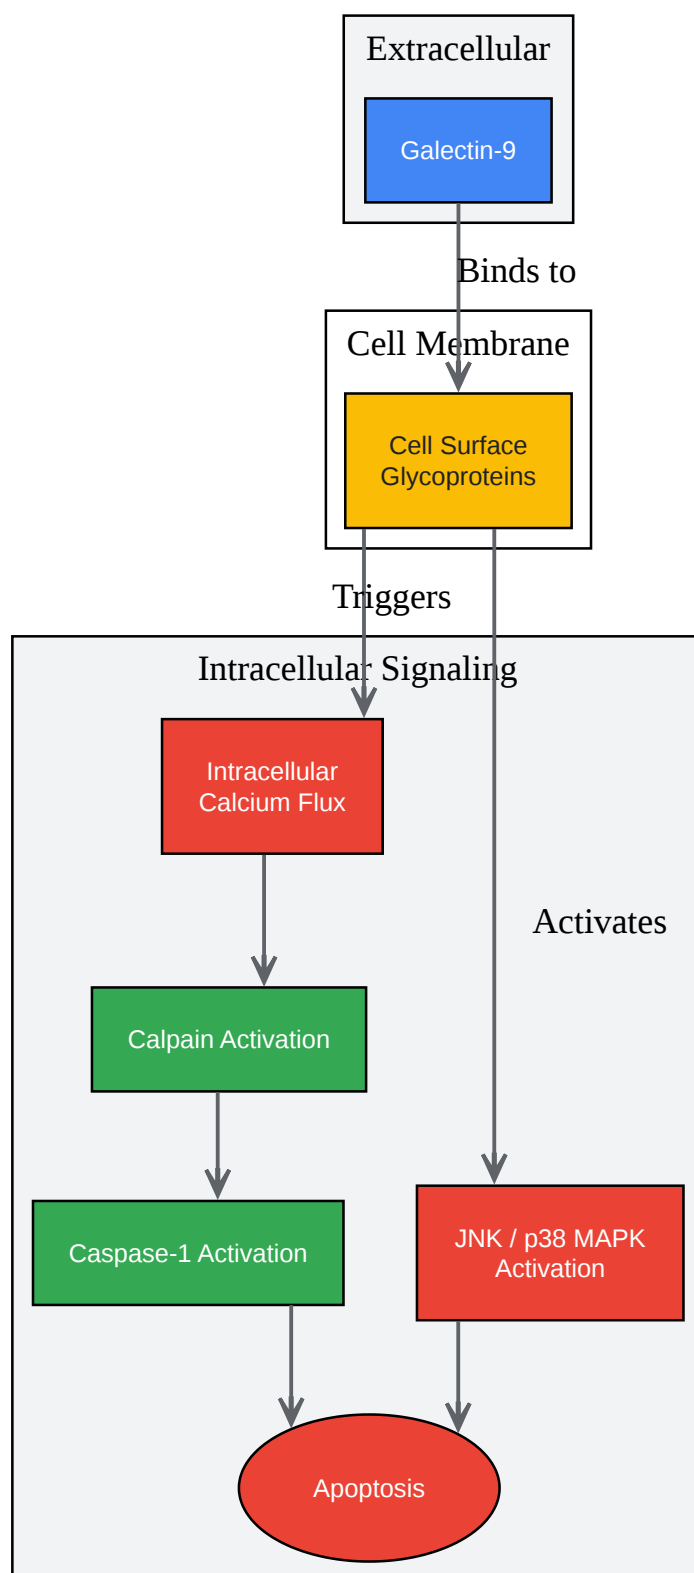 Extracellular
Galectin-9
Binds to
Cell Membrane
Cell Surface
Glycoproteins
Triggers
Intracellular Signaling
Intracellular
Calcium Flux
Activates
Calpain Activation
Caspase-1 Activation
JNK / p38 MAPK
Activation
Apoptosis